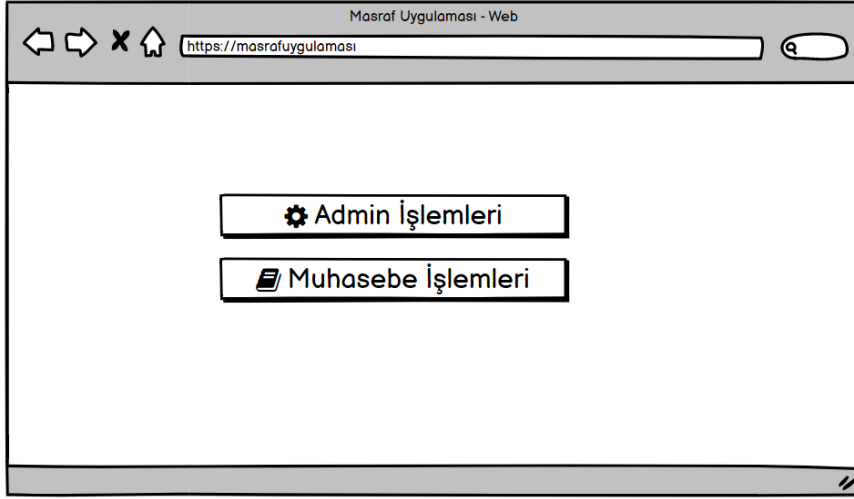 Masraf Uygulaması - Web
https://masrafuygulaması
Admin İşlemleri
Muhasebe İşlemleri